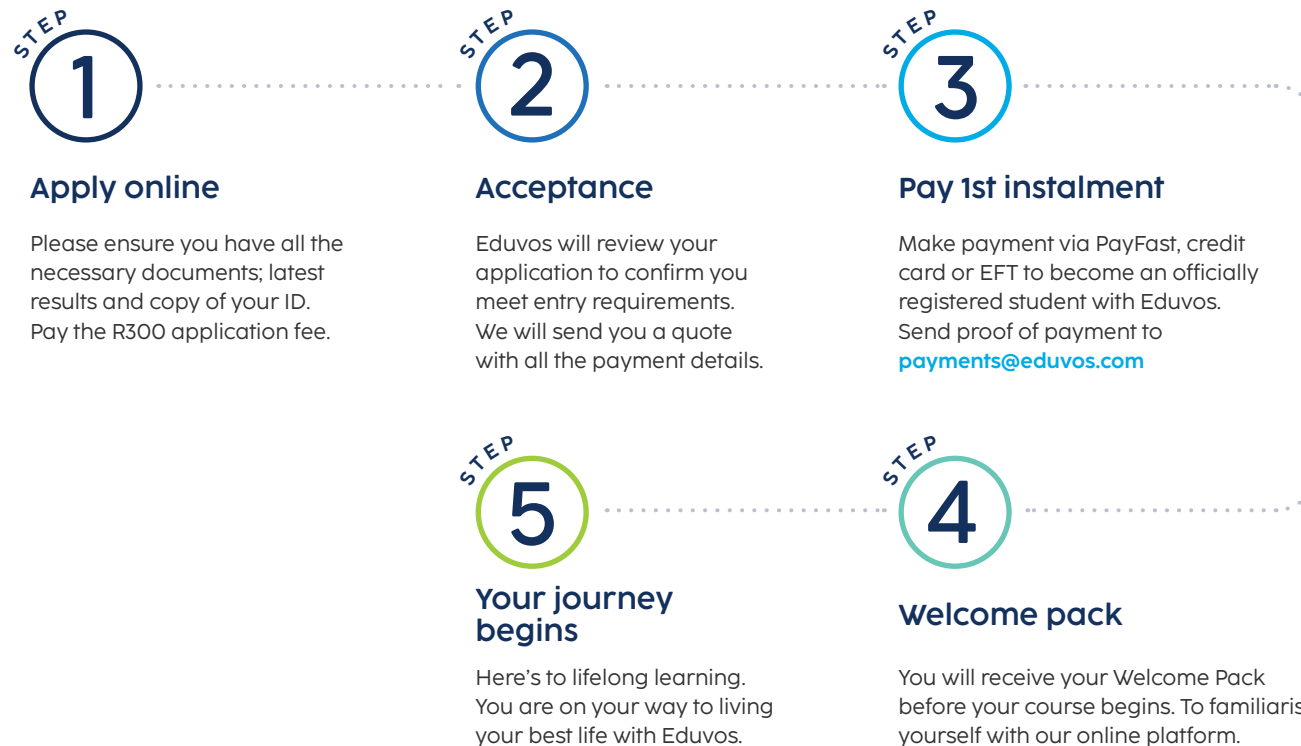 STEP
1
Apply online
Please ensure you have all the
necessary documents; latest
results and copy of your ID.
Pay the R300 application fee.
STEP
2
Acceptance
Eduvos will review your
application to confirm you
meet entry requirements.
We will send you a quote
with all the payment details.
STEP
3
Pay 1st instalment
Make payment via PayFast, credit
card or EFT to become an officially
registered student with Eduvos.
Send proof of payment to
payments@eduvos.com
STEP
4
Welcome pack
You will receive your Welcome Pack
before your course begins. To familiaris
yourself with our online platform.
STEP
5
Your journey
begins
Here's to lifelong learning.
You are on your way to living
your best life with Eduvos.